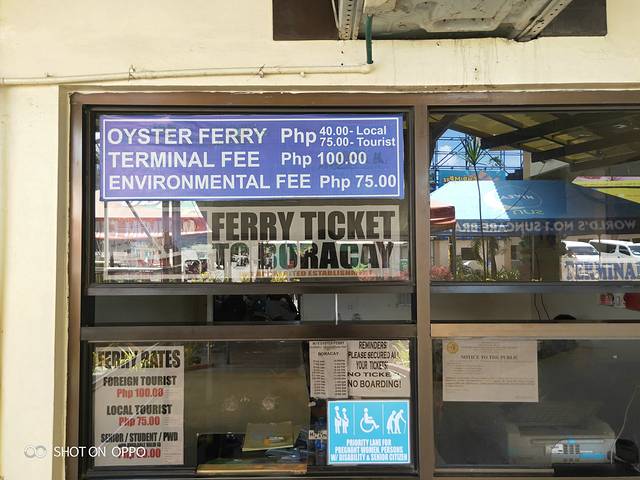 OYSTER FERRY Php 40.00- Local
75.00- Tourist
TERMINAL FEE Php 100.00
ENVIRONMENTAL FEE Php 75.00
FERRY TICKET
TO BORACAY
TERMINA
FERRY RATES
FOREIGN TOURIST
Php 100.00
LOCAL TOURIST
Php 75.00
SENIOR / STUDENT / PWD
BORACAY
REMINDERS
PLEASE SECURED ALL
YOUR TICKETS
NO TICKE
NO BOARDING!
PRIORITY LANE FOR
PREGNANT WOMEN, PERSONS
W/ DISABILITY & SENIOR CITIZEN
NOTICE TO THE PUBLIC
SHOT ON OPPO